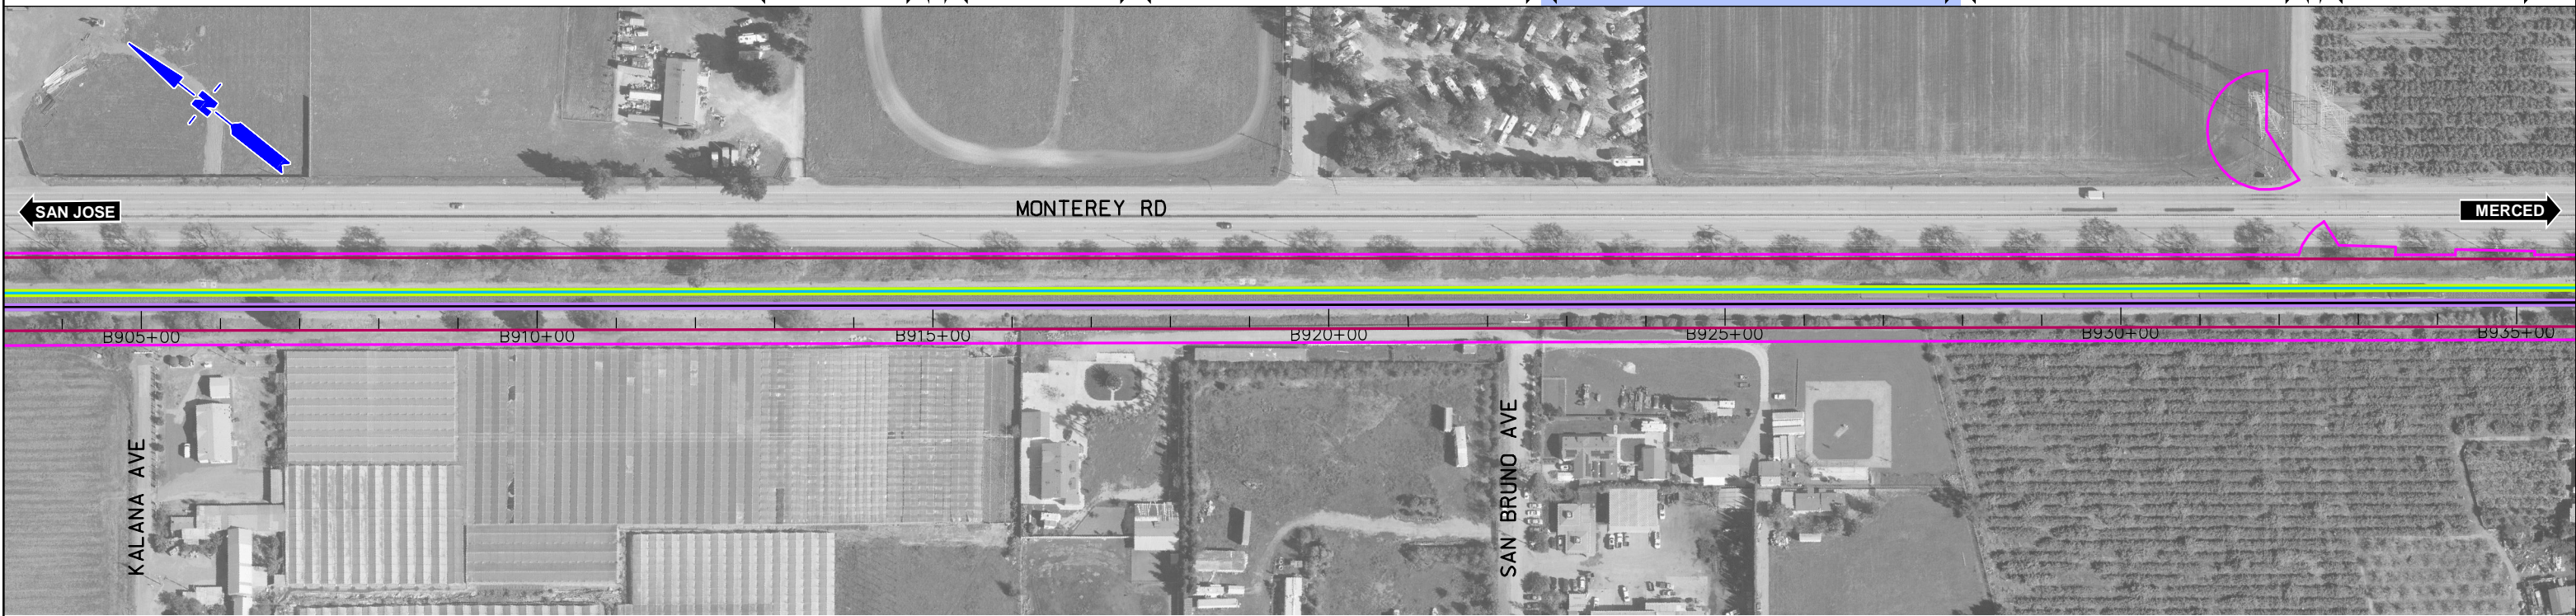 N
SAN JOSE
MONTEREY RD
MERCED
B905+00
B910+00
B915+00
B920+00
B925+00
B930+00
B935+00
KALANA AVE
SAN BRUNO AVE